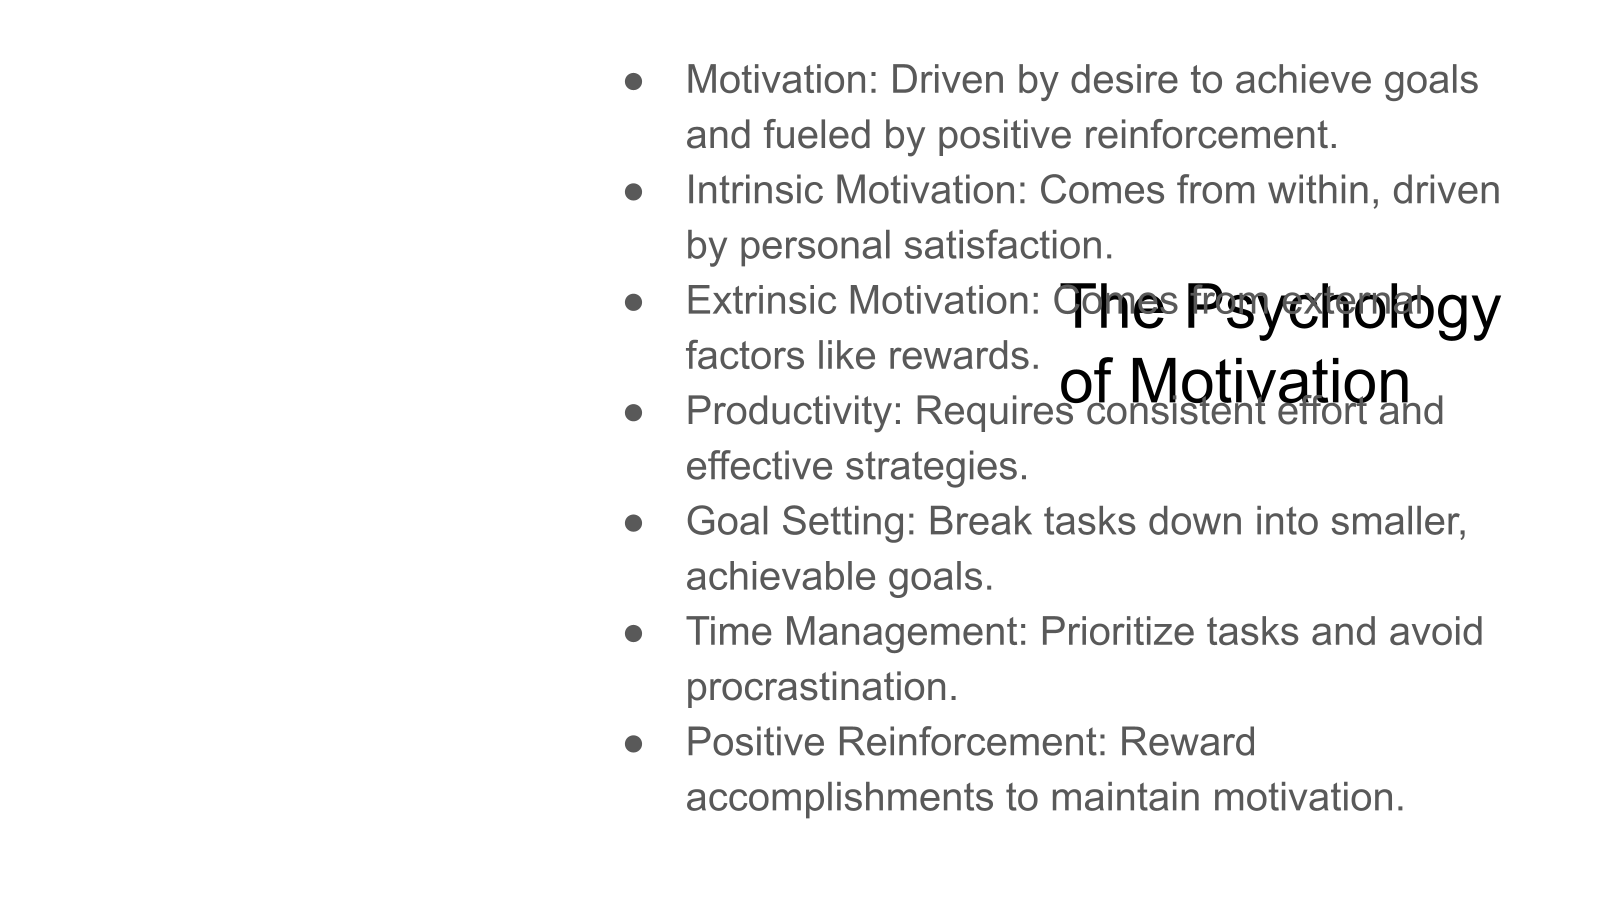 ● Motivation: Driven by desire to achieve goals
and fueled by positive reinforcement.
● Intrinsic Motivation: Comes from within, driven
by personal satisfaction.
● Extrinsic Motivation: Comes from external
factors like rewards.
The Psychology
of Motivation
● Productivity: Requires consistent effort and
effective strategies.
● Goal Setting: Break tasks down into smaller,
achievable goals.
● Time Management: Prioritize tasks and avoid
procrastination.
● Positive Reinforcement: Reward
accomplishments to maintain motivation.